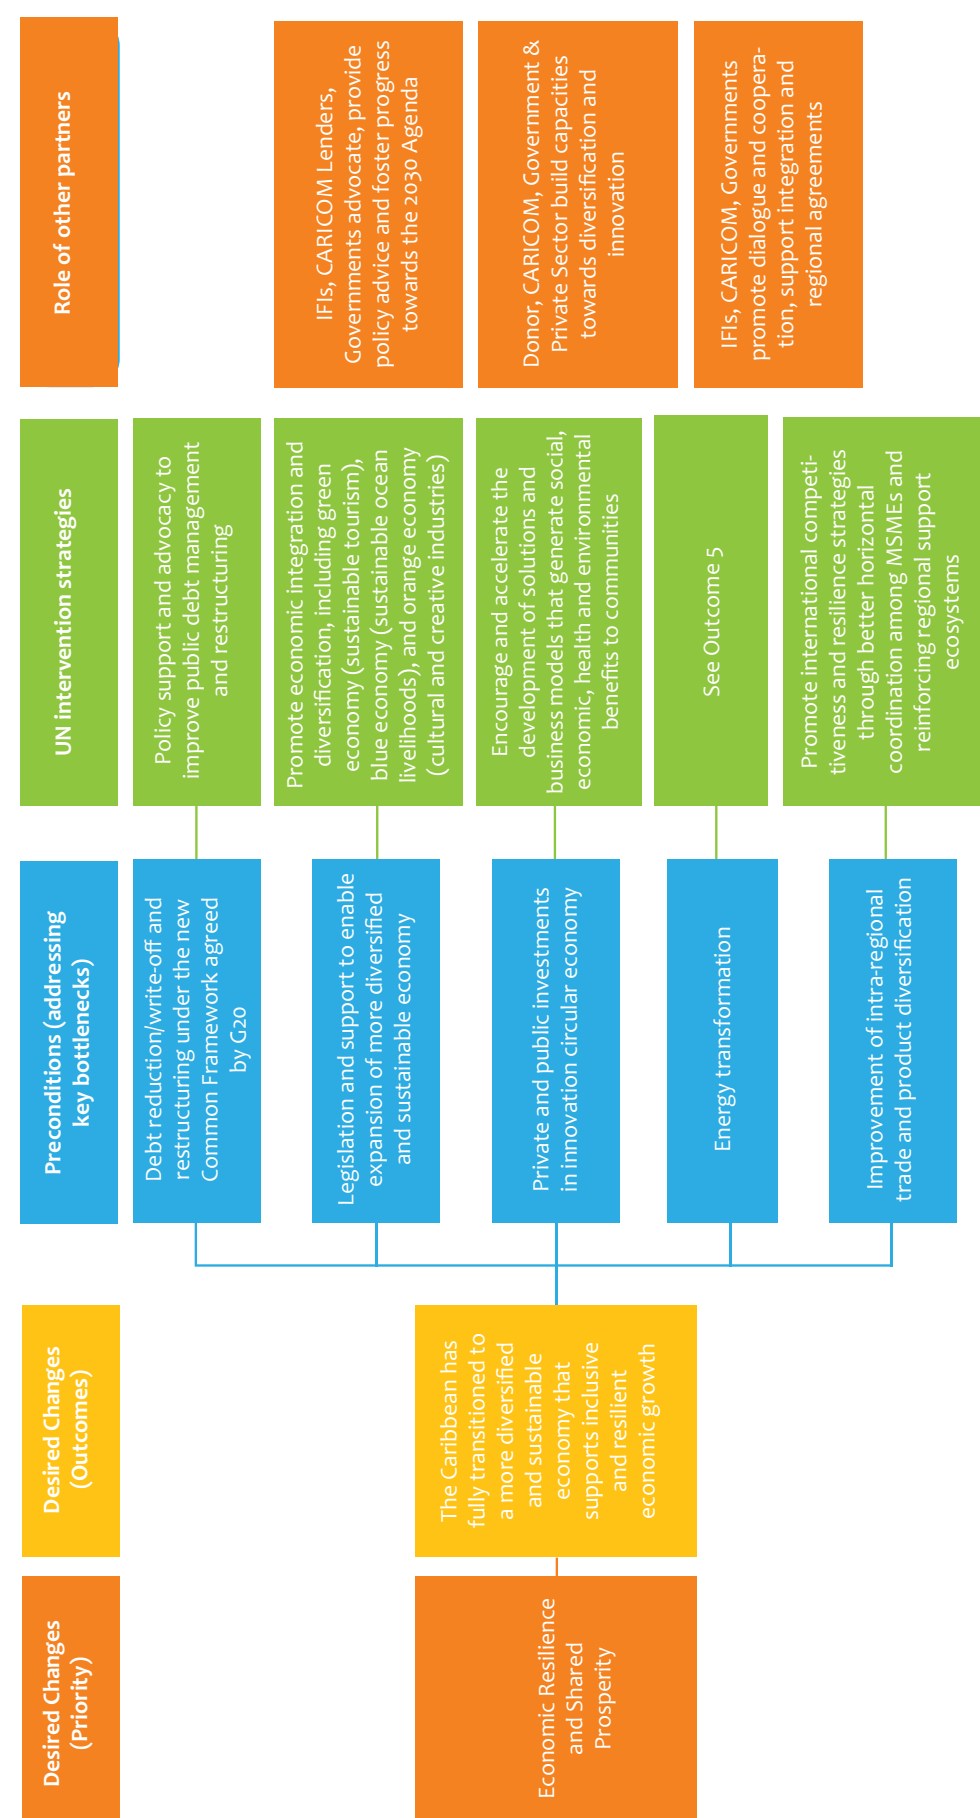 Desired Changes
(Priority)
Desired Changes
(Outcomes)
Preconditions (addressing
key bottlenecks)
UN intervention strategies
Role of other partners
Economic Resilience
and Shared
Prosperity
The Caribbean has
fully transitioned to
a more diversified
and sustainable
economy that
supports inclusive
and resilient
economic growth
Debt reduction/write-off and
restructuring under the new
Common Framework agreed
by G20
Policy support and advocacy to
improve public debt management
and restructuring
Legislation and support to enable
expansion of more diversified
and sustainable economy
Promote economic integration and
diversification, including green
economy (sustainable tourism),
blue economy (sustainable ocean
livelihoods), and orange economy
(cultural and creative industries)
IFIs, CARICOM Lenders,
Governments advocate, provide
policy advice and foster progress
towards the 2030 Agenda
Private and public investments
in innovation circular economy
Encourage and accelerate the
development of solutions and
business models that generate social,
economic, health and environmental
benefits to communities
Donor, CARICOM, Government &
Private Sector build capacities
towards diversification and
innovation
Energy transformation
See Outcome 5
IFIs, CARICOM, Governments
promote dialogue and coopera-
tion, support integration and
regional agreements
Improvement of intra-regional
trade and product diversification
Promote international competi-
tiveness and resilience strategies
through better horizontal
coordination among MSMEs and
reinforcing regional support
ecosystems